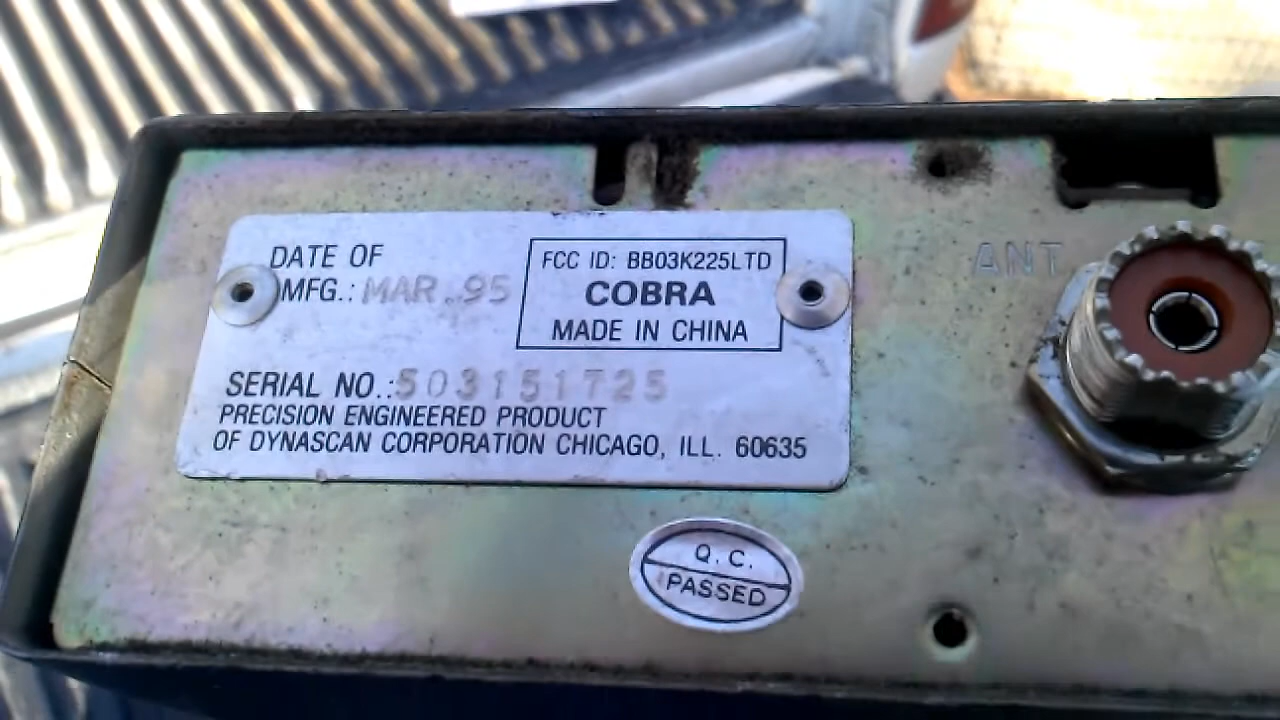 DATE OF
MFG.: MAR. 95
FCC ID: BB03K225LTD
COBRA
MADE IN CHINA
SERIAL NO.: 503151725
PRECISION ENGINEERED PRODUCT
OF DYNASCAN CORPORATION CHICAGO, ILL. 60635
ANT
Q.C.
PASSED